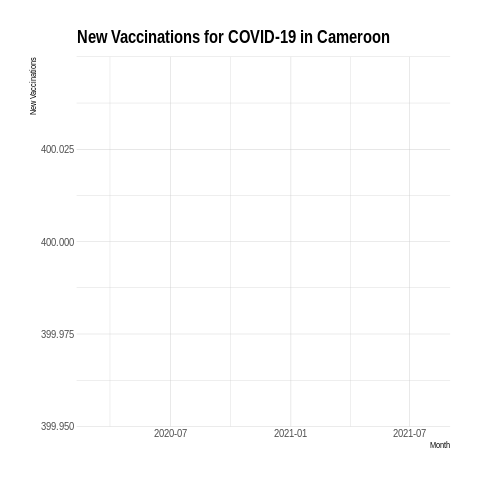 New Vaccinations for COVID-19 in Cameroon
New Vaccinations
400.025
400.000
399.975
399.950
2020-07 2021-01 2021-07
Month